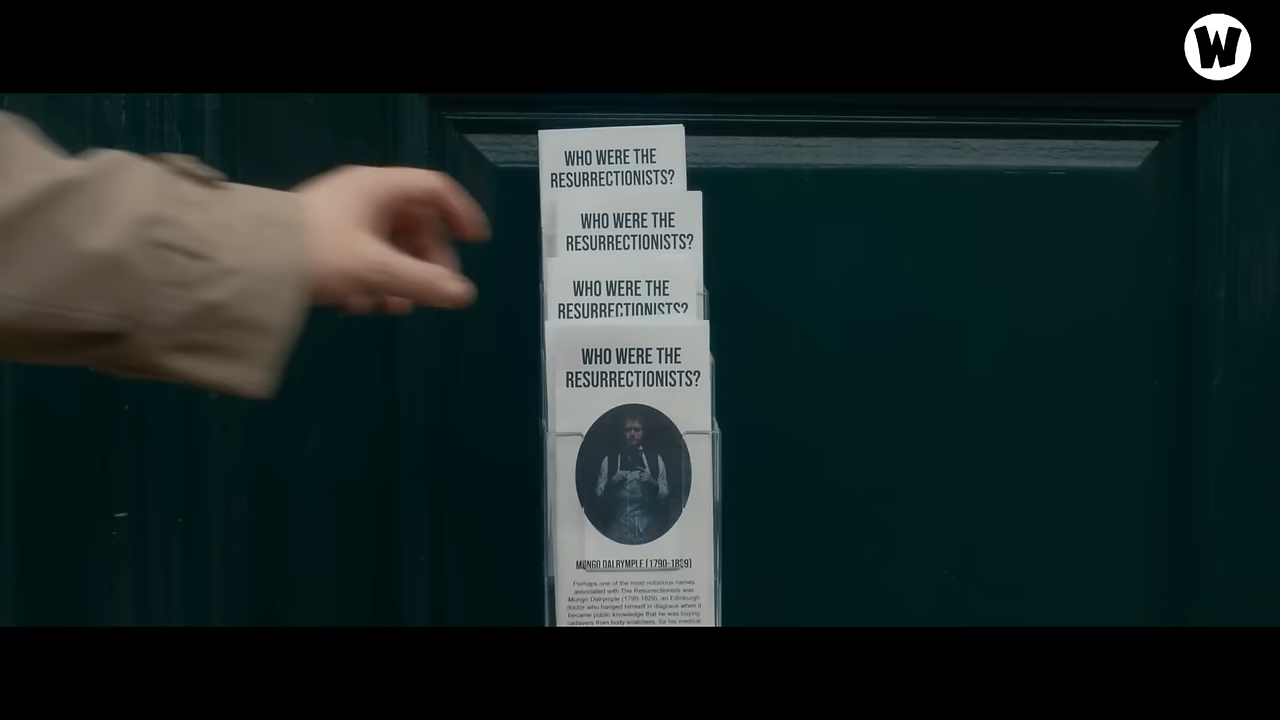 W
WHO WERE THE
RESURRECTIONISTS?
WHO WERE THE
RESURRECTIONISTS?
WHO WERE THE
RESURRECTIONISTS?
WHO WERE THE
RESURRECTIONISTS?
MUNGO DALRYMPLE (1790-1829)
Perhaps one of the most notorious names
associated with The Resurrectionists was
Mungo Dalrymple (1790-1829), an Edinburgh
doctor who hanged himself in disgrace when it
became public knowledge that he was buying
cadavers from body snatchers, for his medical